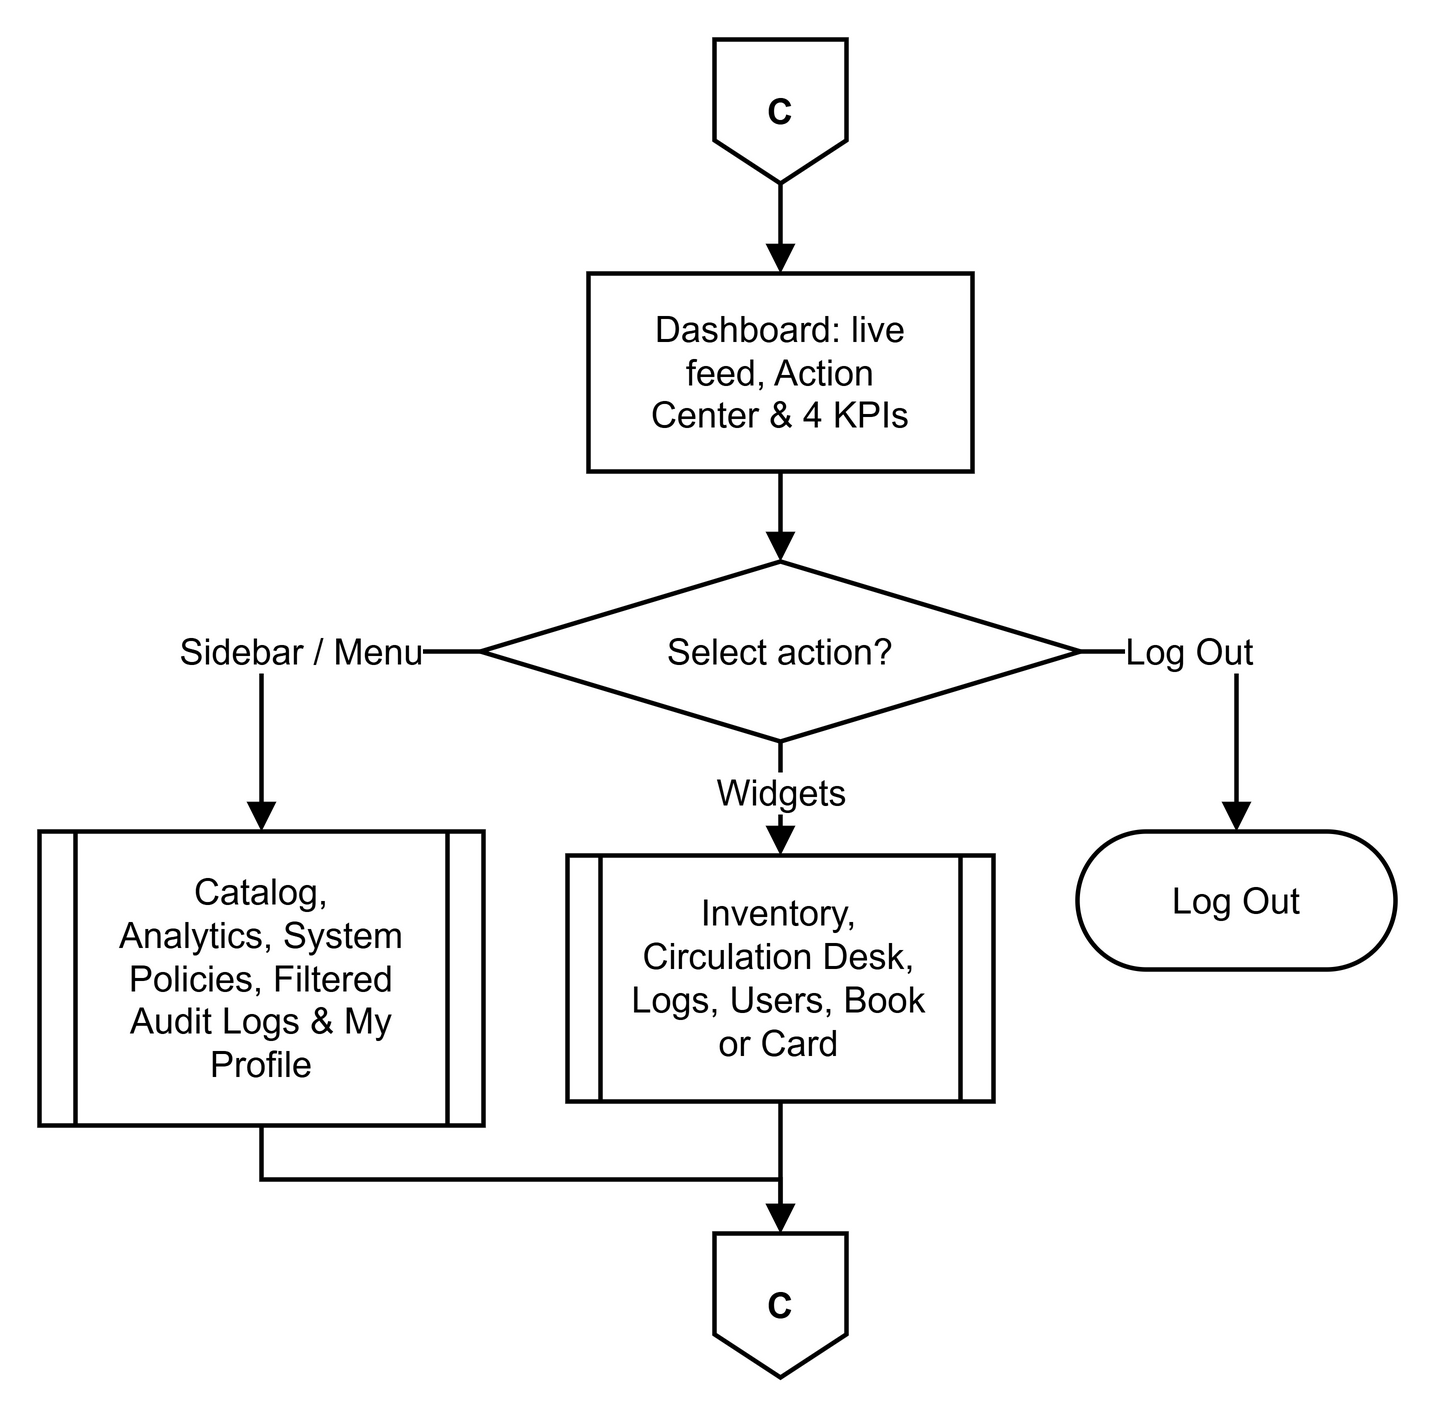 C
Dashboard: live
feed, Action
Center & 4 KPIs
Select action?
Sidebar / Menu
Log Out
Widgets
Catalog,
Analytics, System
Policies, Filtered
Audit Logs & My
Profile
Inventory,
Circulation Desk,
Logs, Users, Book
or Card
Log Out
C